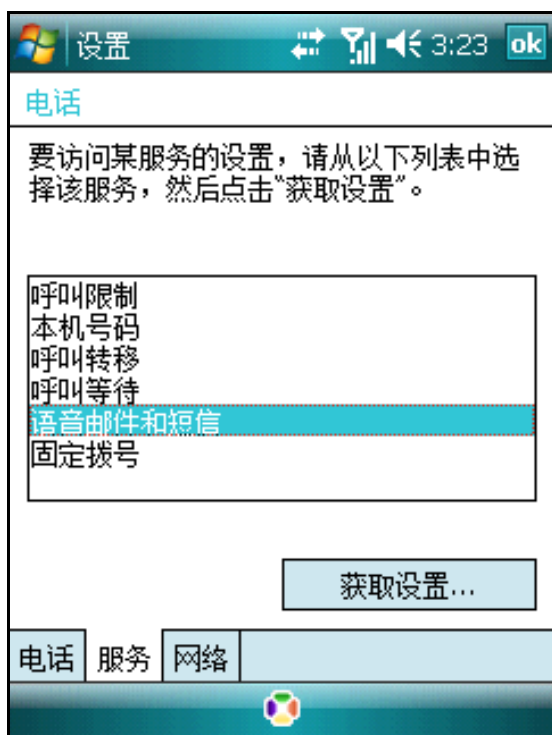 设置 3:23 ok
电话
要访问某服务的设置，请从以下列表中选
择该服务，然后点击“获取设置”。
呼叫限制
本机号码
呼叫转移
呼叫等待
语音邮件和短信
固定拨号
获取设置...
电话 服务 网络